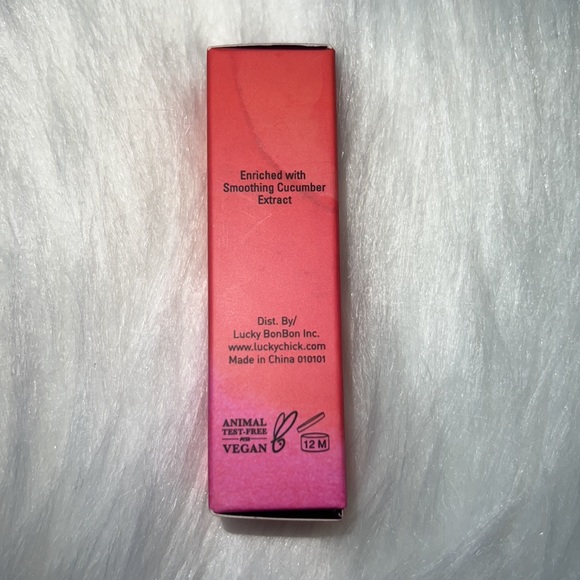 Enriched with
Smoothing Cucumber
Extract
Dist. By/
Lucky BonBon Inc.
www.luckychick.com
Made in China 010101
ANIMAL
TEST-FREE
PETA
VEGAN
12 M